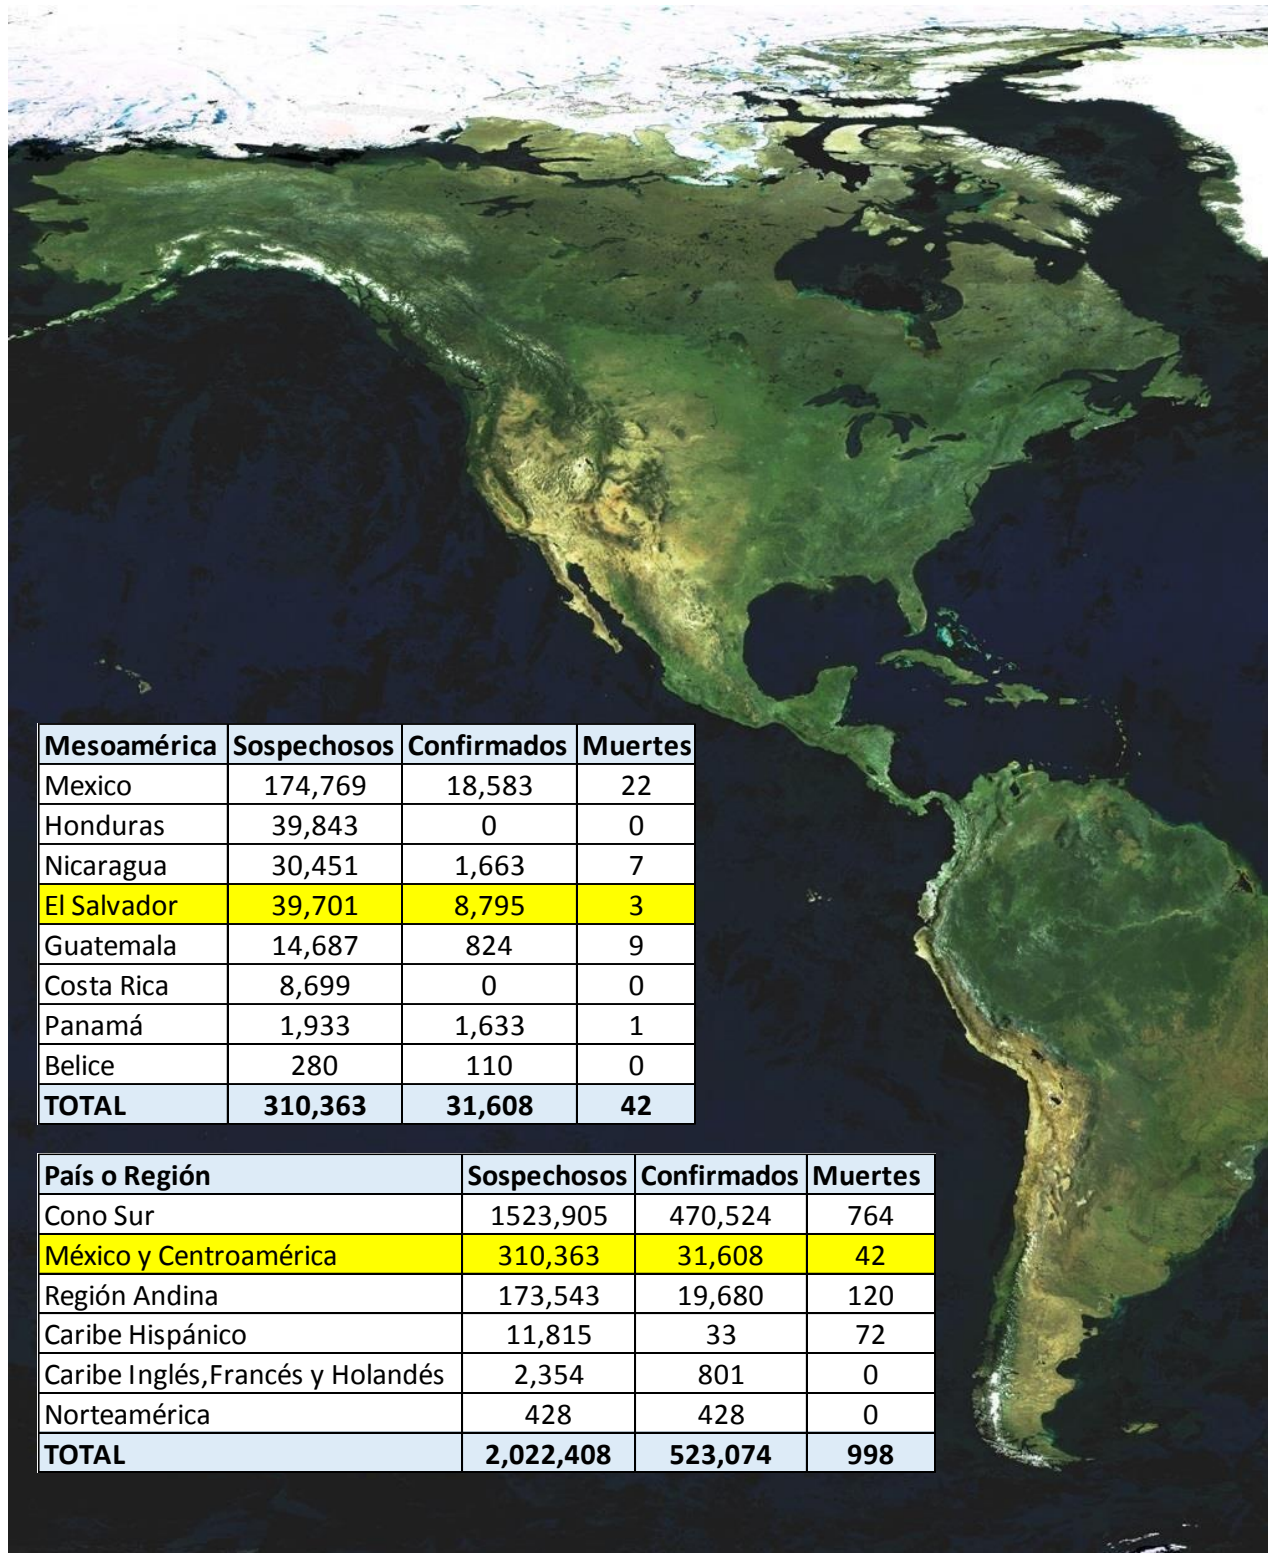 Mesoamérica Sospechosos Confirmados Muertes
Mexico 174,769 18,583 22
Honduras 39,843 0 0
Nicaragua 30,451 1,663 7
El Salvador 39,701 8,795 3
Guatemala 14,687 824 9
Costa Rica 8,699 0 0
Panamá 1,933 1,633 1
Belice 280 110 0
TOTAL 310,363 31,608 42
País o Región Sospechosos Confirmados Muertes
Cono Sur 1523,905 470,524 764
México y Centroamérica 310,363 31,608 42
Región Andina 173,543 19,680 120
Caribe Hispánico 11,815 33 72
Caribe Inglés,Francés y Holandés 2,354 801 0
Norteamérica 428 428 0
TOTAL 2,022,408 523,074 998